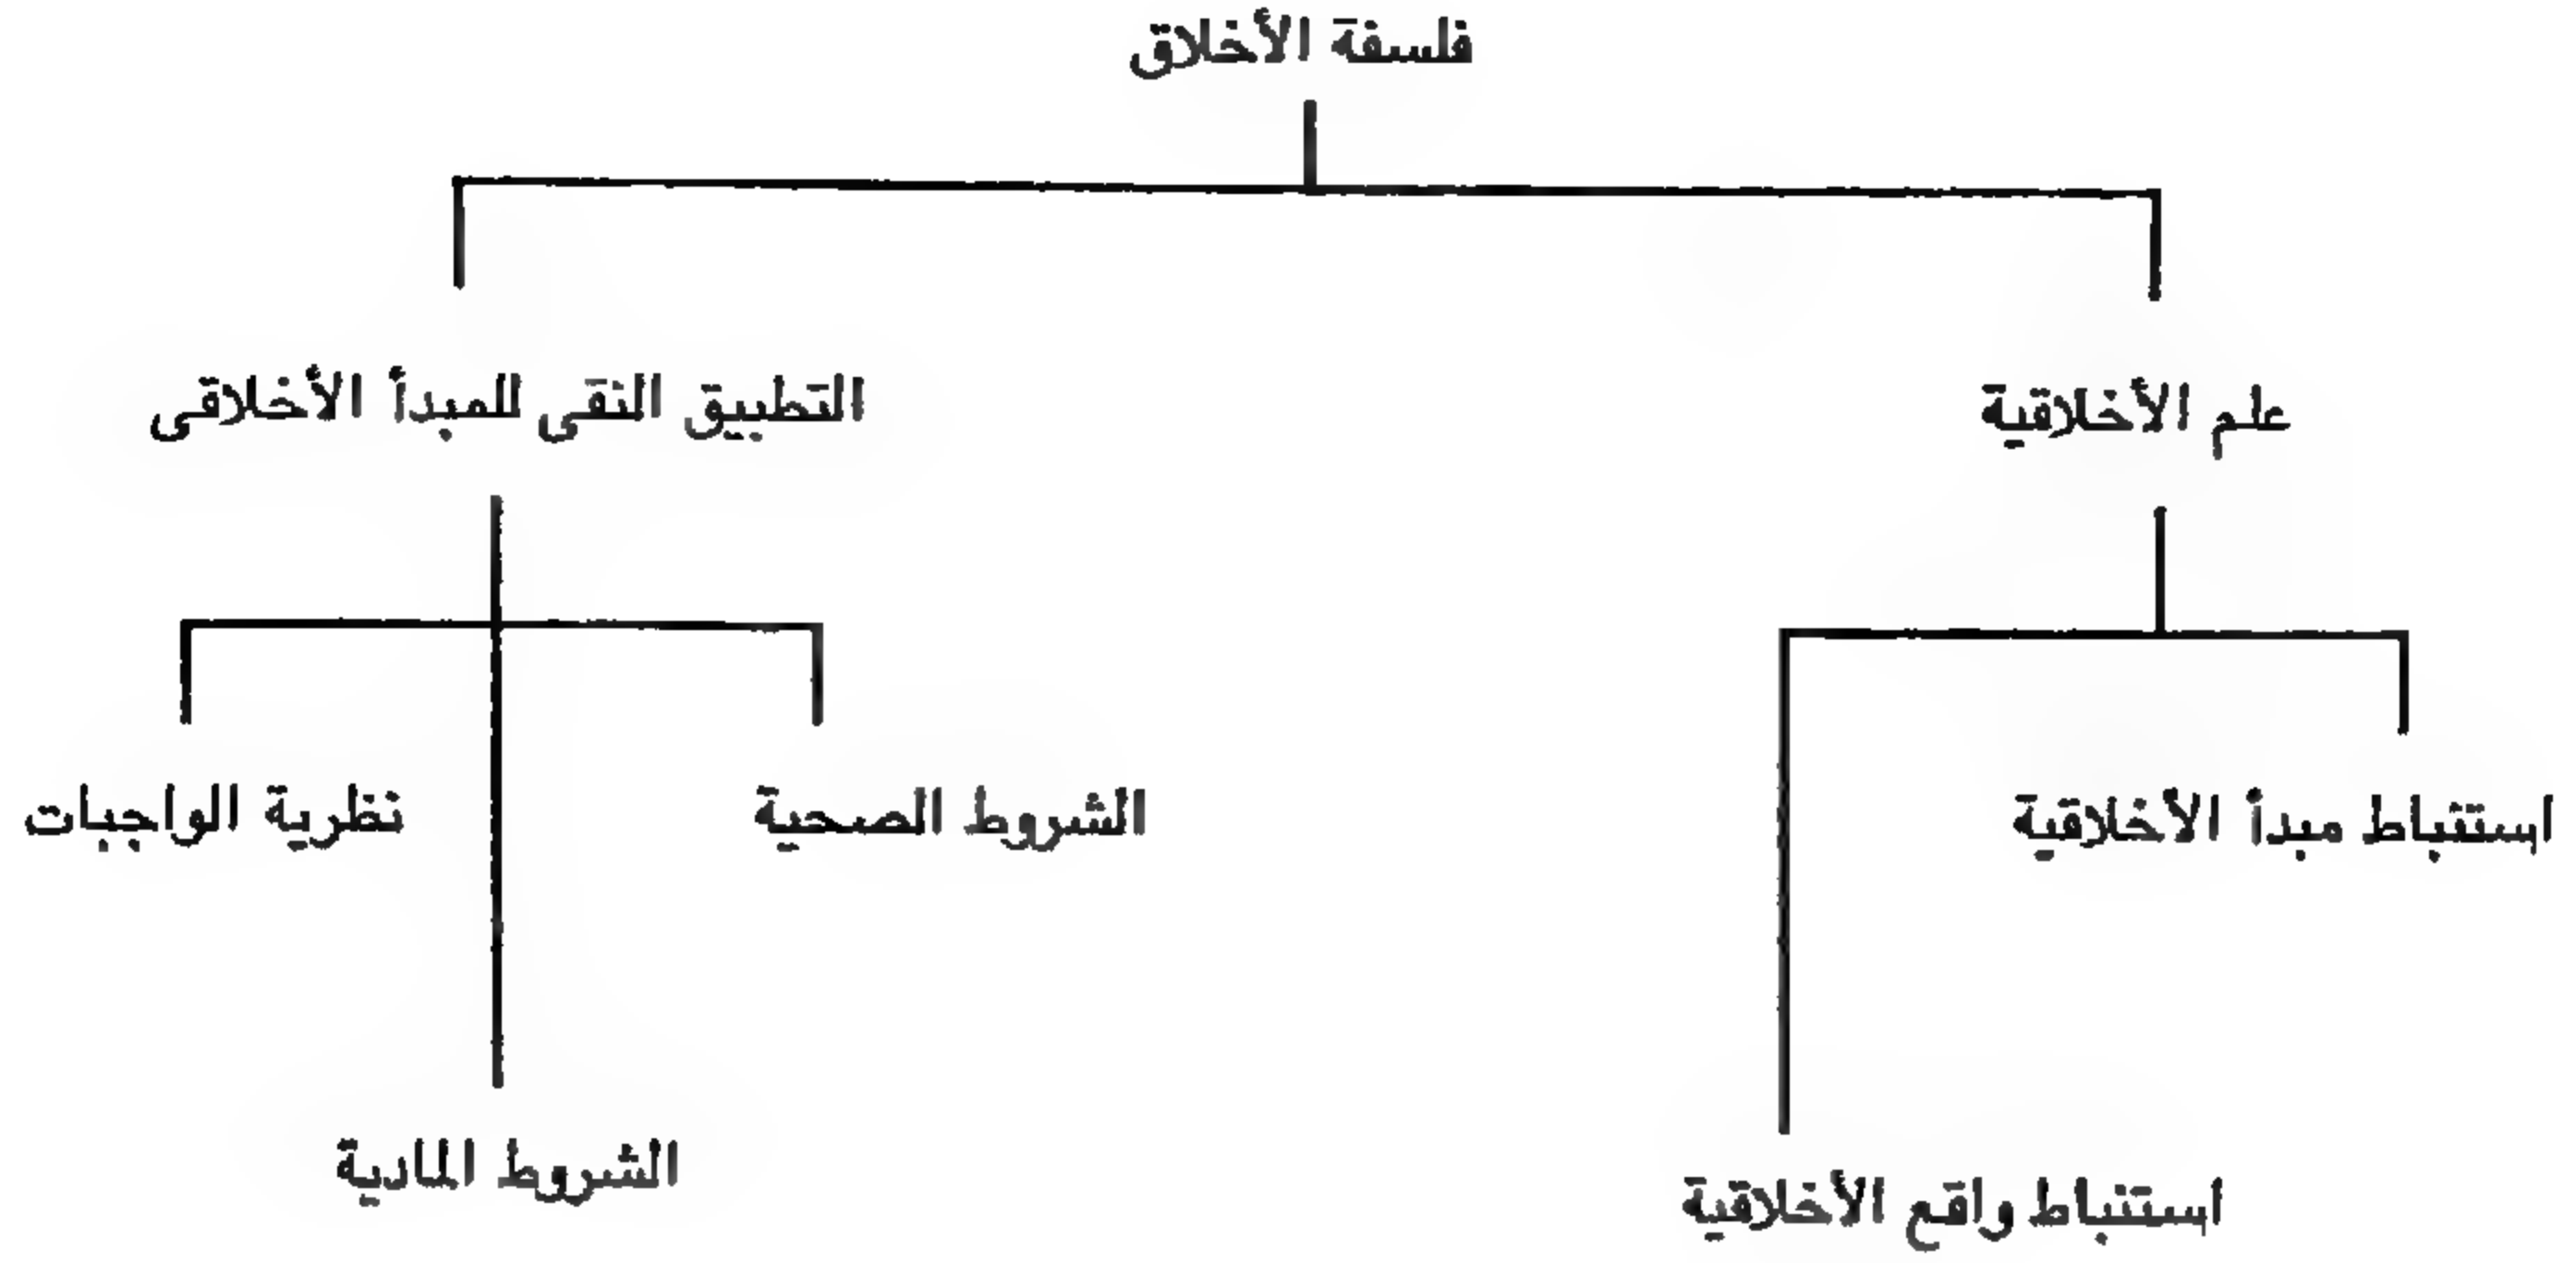 فلسفة الأخلاق
علم الأخلاقية
التطبيق النقى للمبدأ الأخلاقى
استنباط مبدأ الأخلاقية
الشروط الصحية
نظرية الواجبات
استنباط واقع الأخلاقية
الشروط المادية